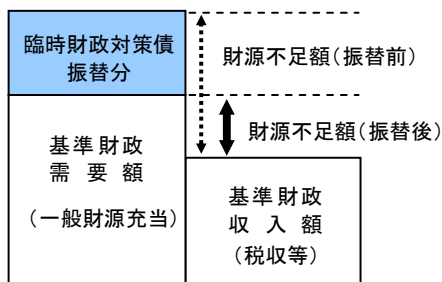 臨時財政対策債
振替分
財源不足額(振替前)
財源不足額(振替後)
基準財政
需要額
(一般財源充当)
基準財政
収入額
(税収等)